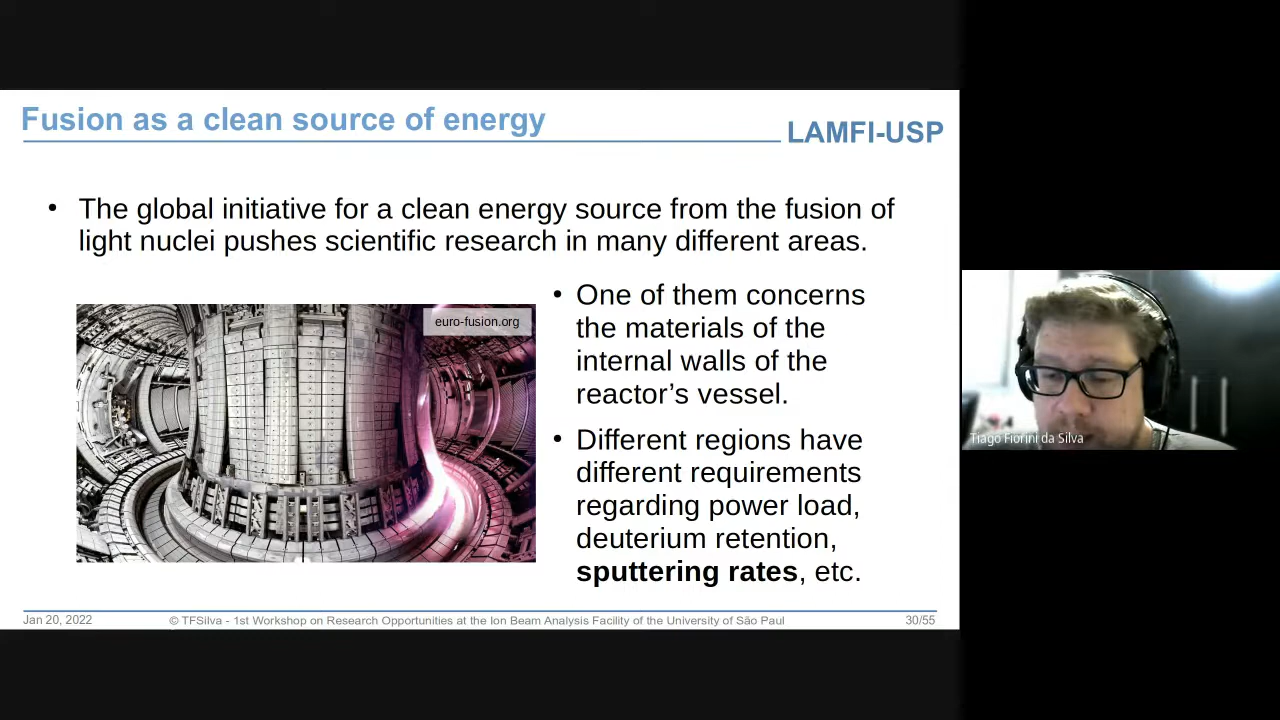 Fusion as a clean source of energy
LAMFI-USP
• The global initiative for a clean energy source from the fusion of
light nuclei pushes scientific research in many different areas.
euro-fusion.org
• One of them concerns
the materials of the
internal walls of the
reactor’s vessel.
• Different regions have
different requirements
regarding power load,
deuterium retention,
sputtering rates, etc.
Tiago Fiorini da Silva
Jan 20, 2022
© TFSilva - 1st Workshop on Research Opportunities at the Ion Beam Analysis Facility of the University of São Paul
30/55